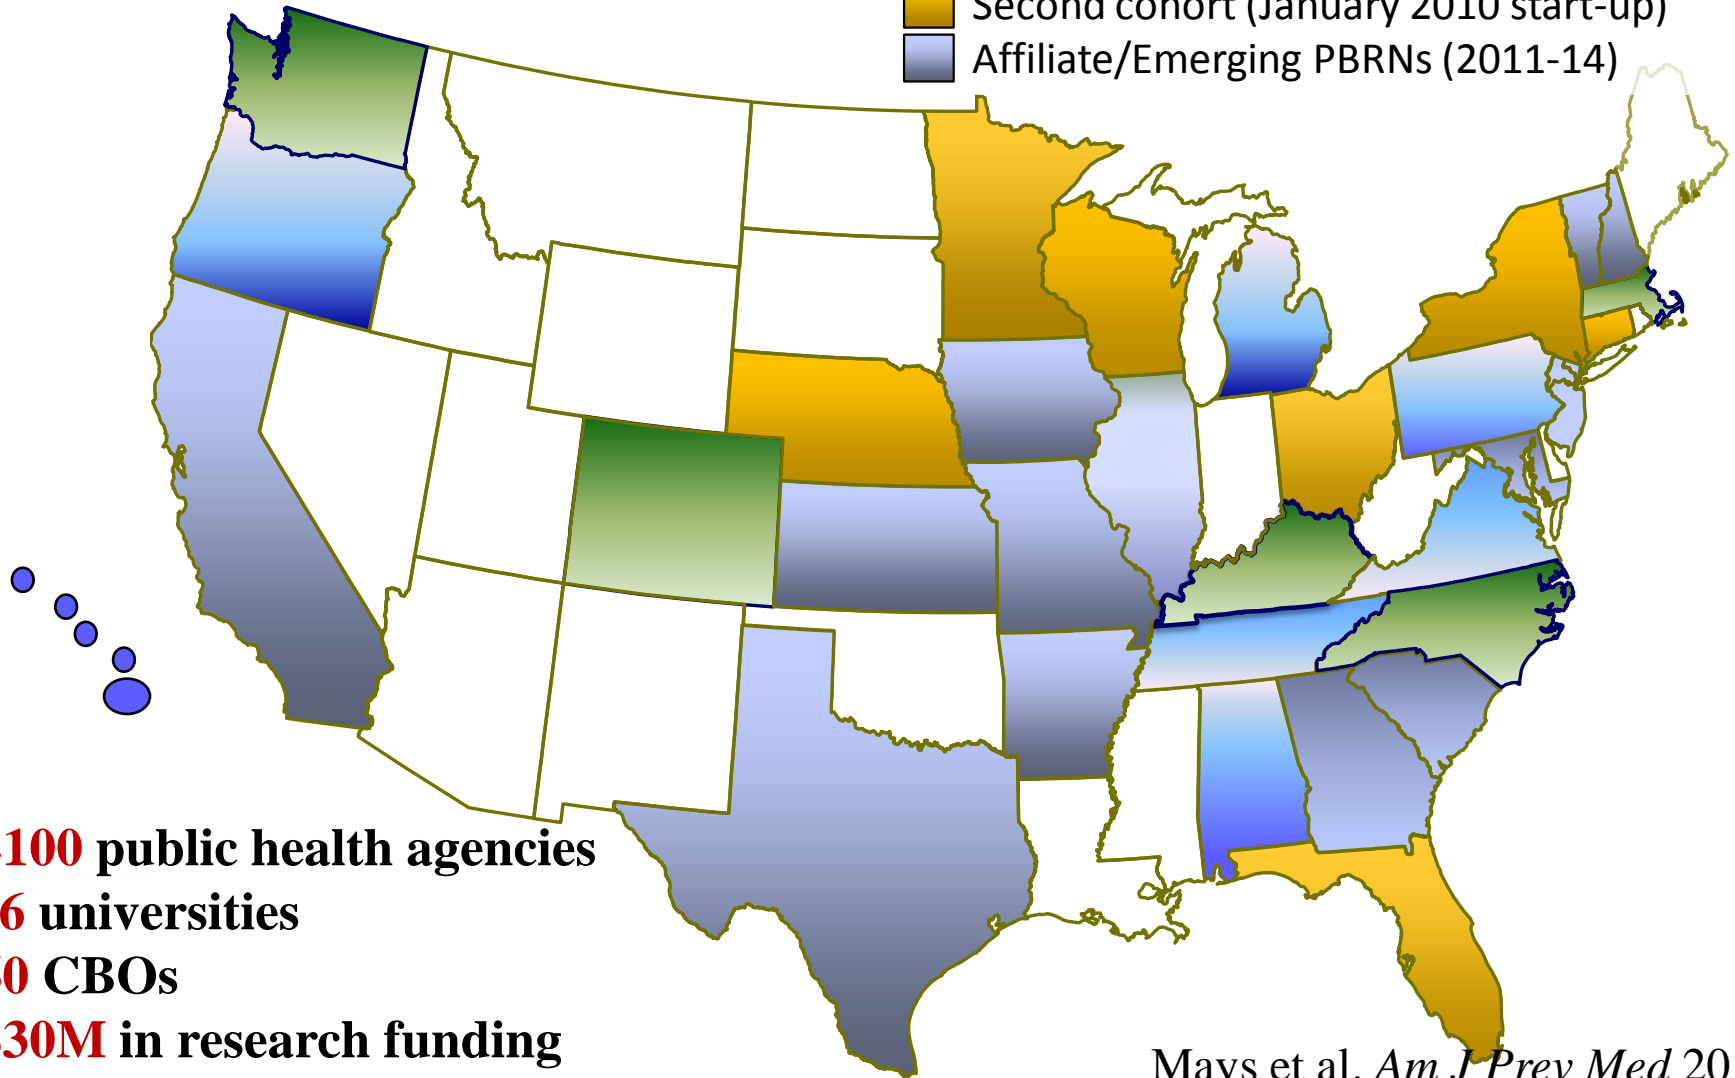 Second cohort (January 2010 start-up)
Affiliate/Emerging PBRNs (2011-14)
100 public health agencies
6 universities
0 CBOs
30M in research funding
Mays et al. Am J Prev Med 20